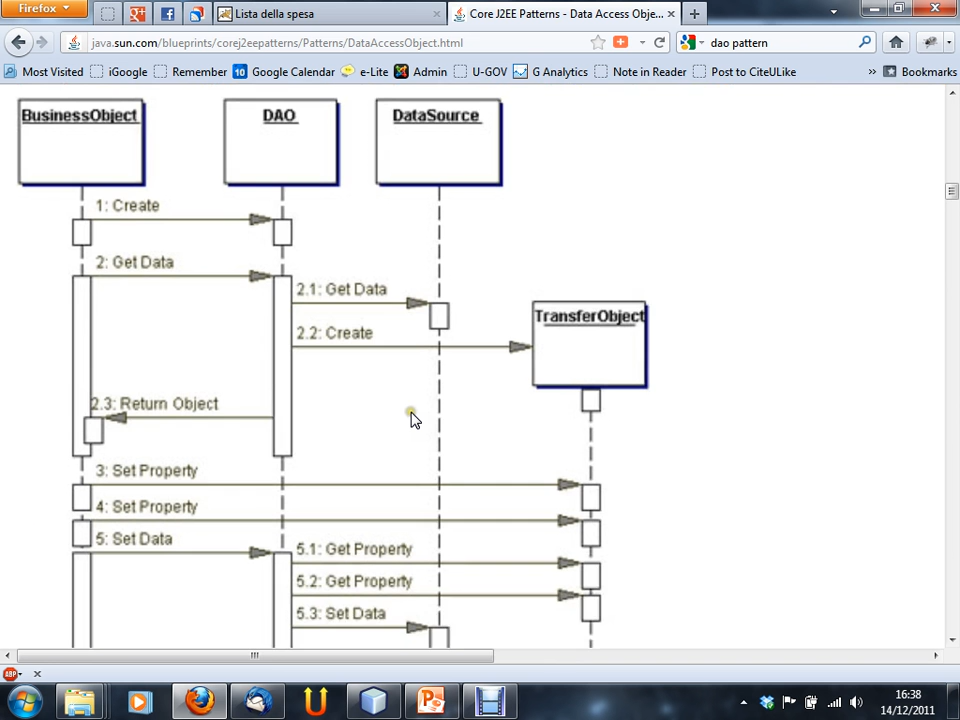 Firefox
Lista della spesa
Core J2EE Patterns - Data Access Obje...
java.sun.com/blueprints/corej2eepatterns/Patterns/DataAccessObject.html
dao pattern
Most Visited
iGoogle
Remember
10
Google Calendar
e-Lite
Admin
U-GOV
G Analytics
Note in Reader
Post to CiteULike
»
Bookmarks
BusinessObject
DAO
DataSource
1: Create
2: Get Data
2.1: Get Data
TransferObject
2.2: Create
2.3: Return Object
3: Set Property
4: Set Property
5: Set Data
5.1: Get Property
5.2: Get Property
5.3: Set Data
ABP
16:38
14/12/2011